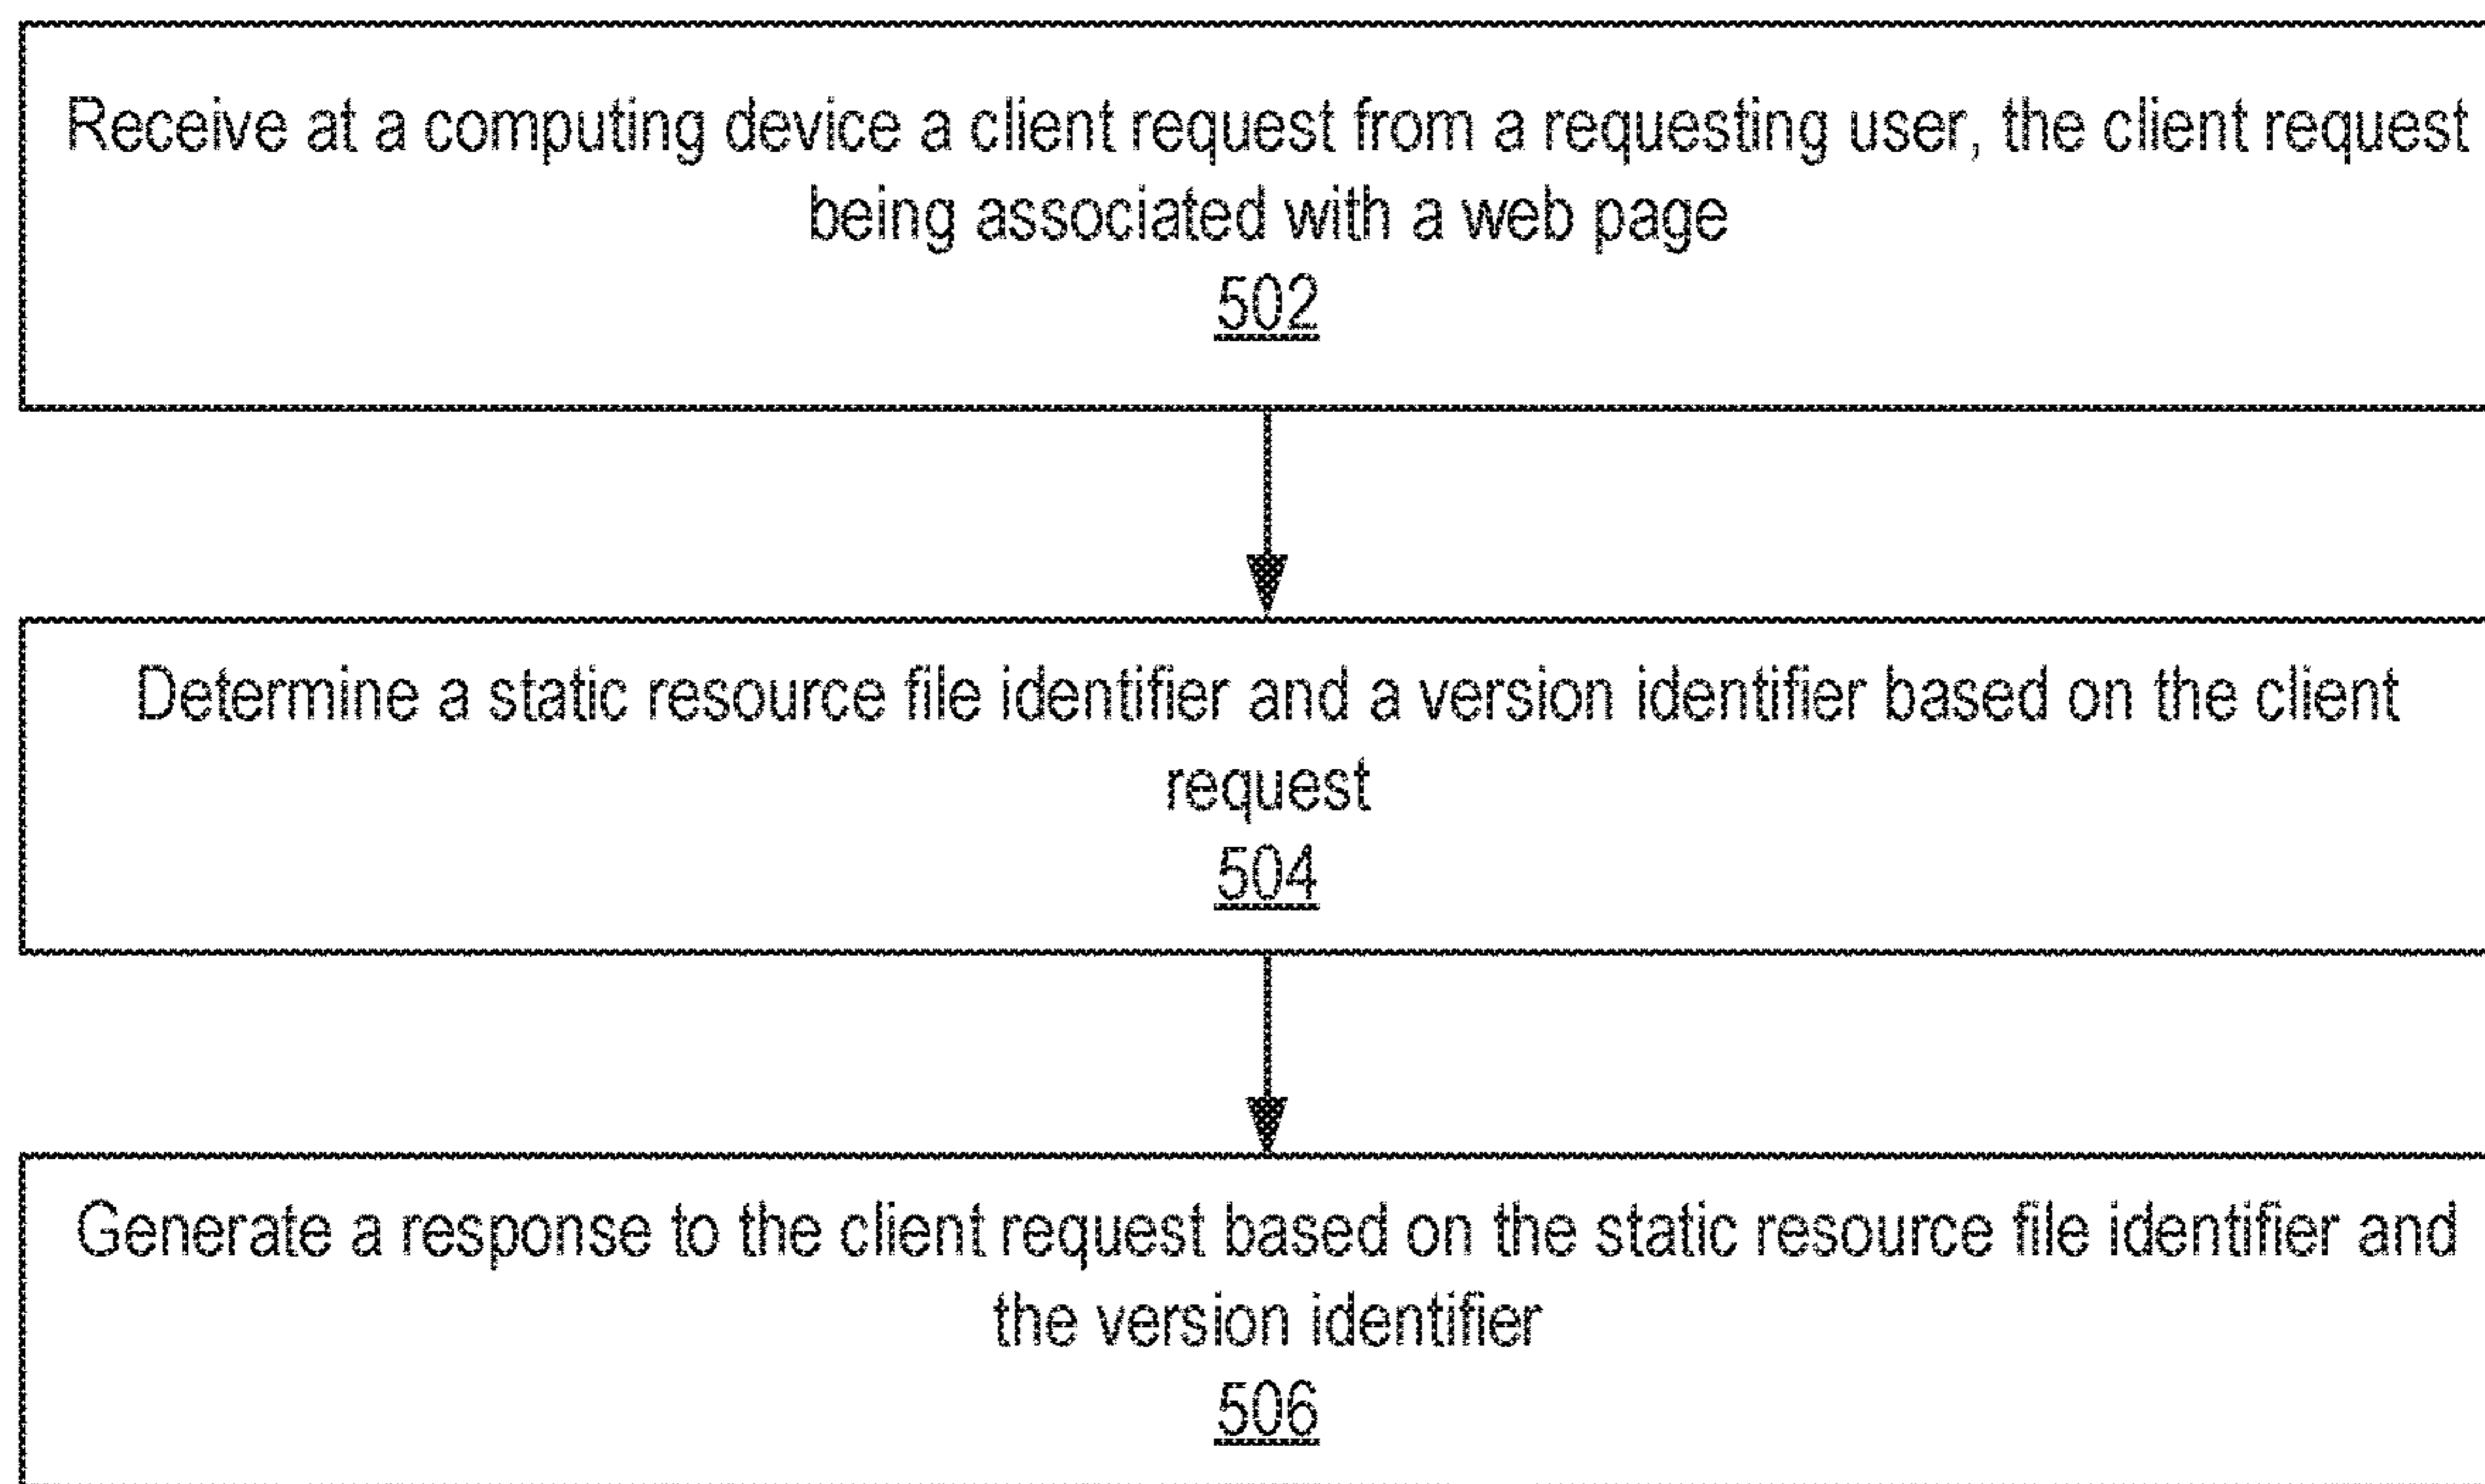 Receive at a computing device a client request from a requesting user, the client request
being associated with a web page
502
Determine a static resource file identifier and a version identifier based on the client
request
504
Generate a response to the client request based on the static resource file identifier and
the version identifier
506